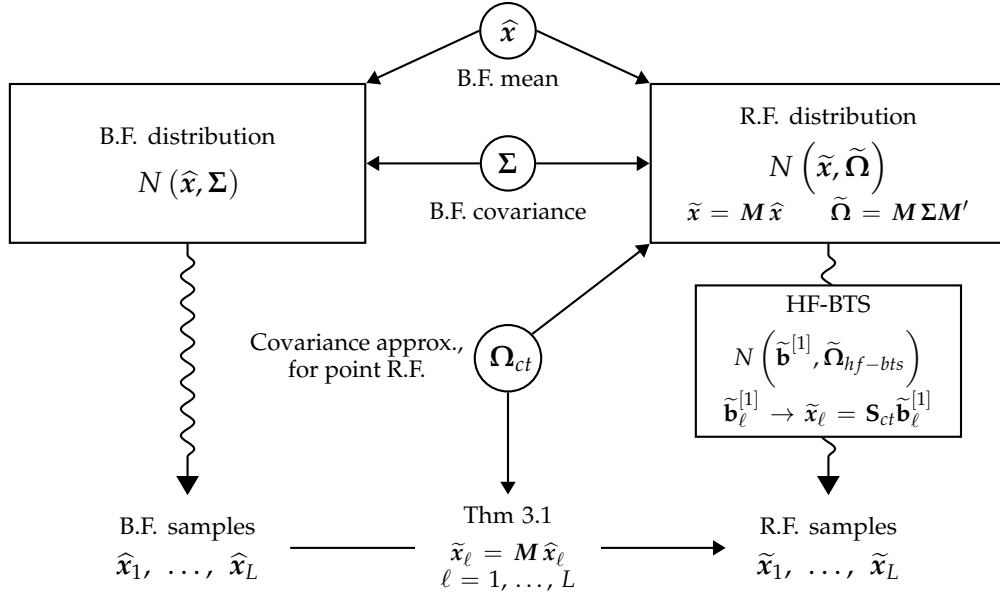 x̂
B.F. mean
B.F. distribution
N (x̂, Σ)
Σ
B.F. covariance
R.F. distribution
N (x̃, Ω̃)
x̃ = M x̂ Ω̃ = M Σ M′
Covariance approx.,
for point R.F.
Ω_ct
HF-BTS
N (b̃^[1], Ω̃_hf−bts)
b̃_ℓ^[1] → x̃_ℓ = S_ct b̃_ℓ^[1]
B.F. samples
x̂_1, …, x̂_L
Thm 3.1
x̃_ℓ = M x̂_ℓ
ℓ = 1, …, L
R.F. samples
x̃_1, …, x̃_L